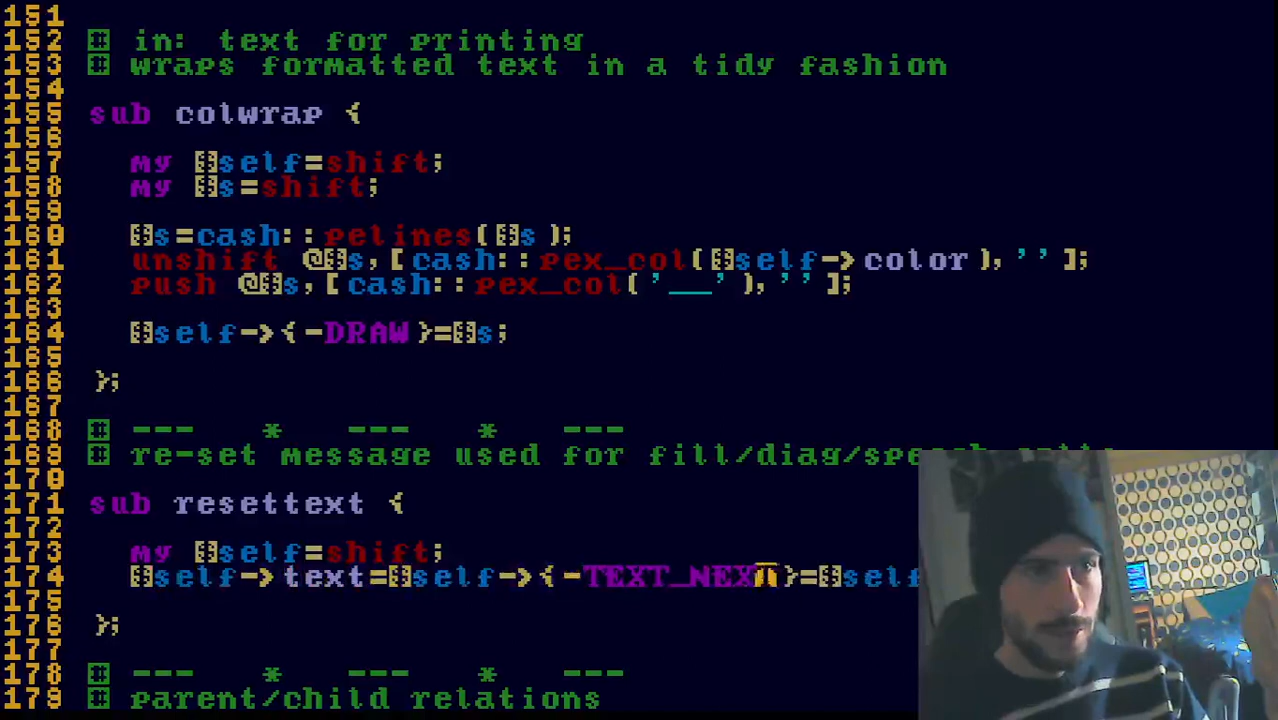 151
152 # in: text for printing
153 # wraps formatted text in a tidy fashion
154
155 sub colwrap {
156
157 my $self=shift;
158 my $s=shift;
159
160 $s=cash::pelines($s );
161 unshift @$s,[ cash::pex_col($self->color ),'' ];
162 push @$s,[ cash::pex_col( '__' ),'' ];
163
164 $self->{ -DRAW }=$s;
165
166 };
167
168 # --- * --- * ---
169 # re-set message used for fill/diag/speech
170
171 sub resettext {
172
173 my $self=shift;
174 $self-> text=$self->{ -TEXT_NEXT }=$self
175
176 };
177
178 # --- * --- * ---
179 # parent/child relations